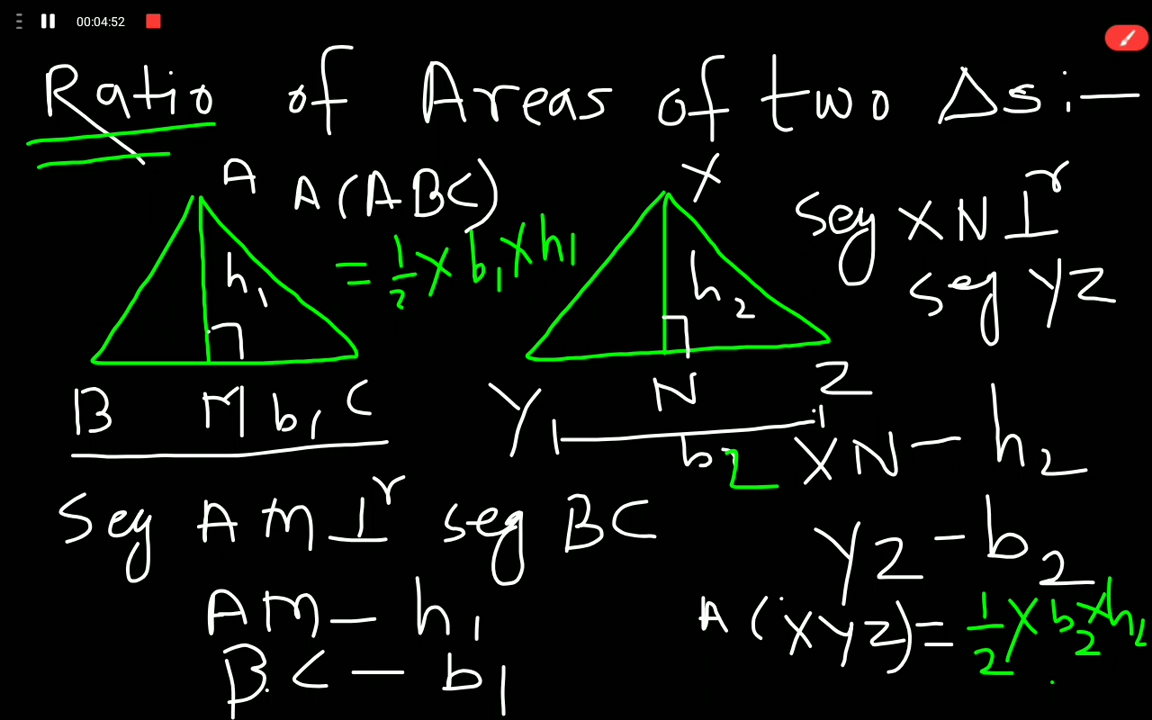 00:04:52
Ratio of Areas of two Δs :—
A
A(ABC)
= 1/2 × b1 × h1
h1
B M b1 C
seg AM ⊥r seg BC
AM — h1
BC — b1
X
h2
Y N Z
b2
seg XN ⊥r
seg YZ
XN — h2
YZ — b2
A(XYZ) = 1/2 × b2 × h2